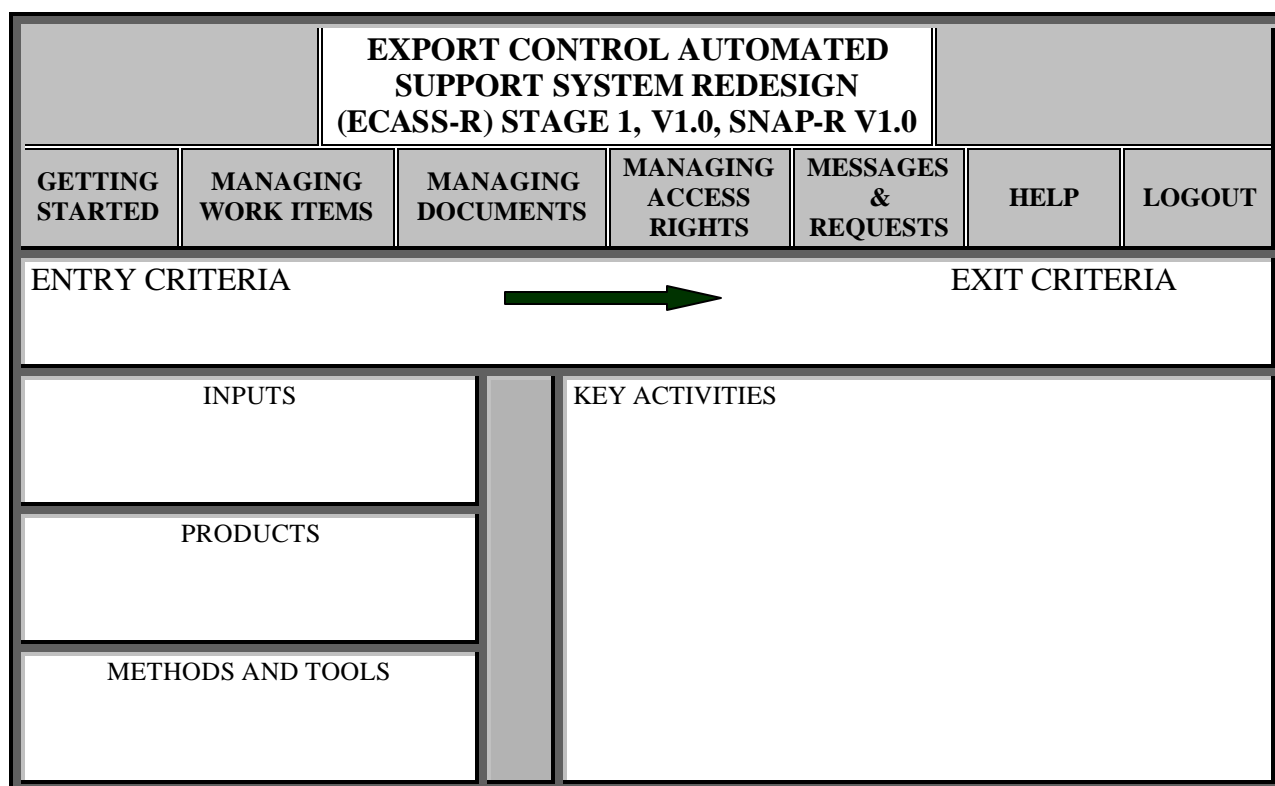 EXPORT CONTROL AUTOMATED
SUPPORT SYSTEM REDESIGN
(ECASS-R) STAGE 1, V1.0, SNAP-R V1.0
GETTING
STARTED
MANAGING
WORK ITEMS
MANAGING
DOCUMENTS
MANAGING
ACCESS
RIGHTS
MESSAGES
&
REQUESTS
HELP
LOGOUT
ENTRY CRITERIA
EXIT CRITERIA
INPUTS
KEY ACTIVITIES
PRODUCTS
METHODS AND TOOLS